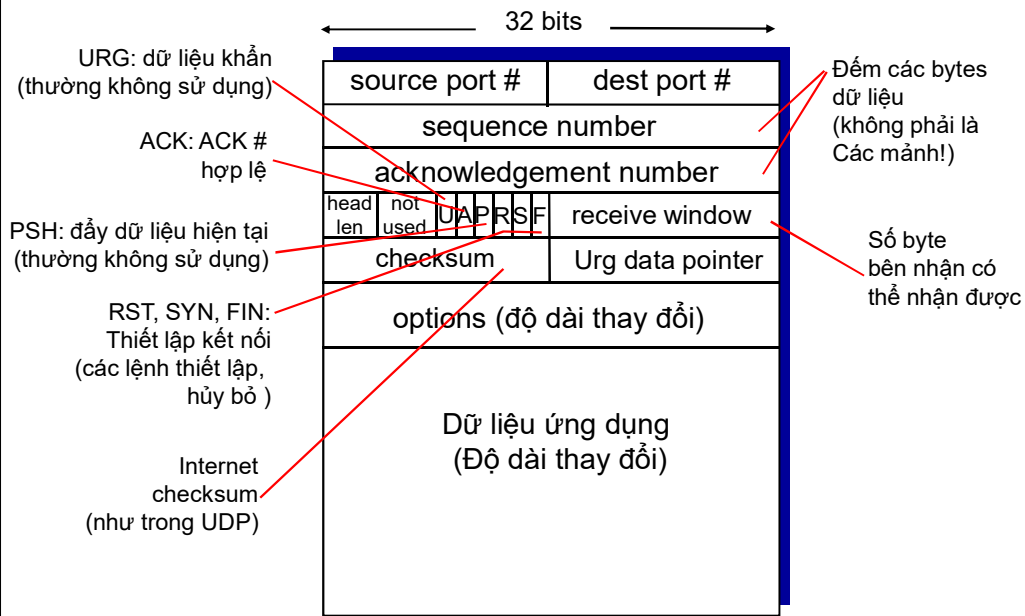 32 bits
URG: dữ liệu khẩn
(thường không sử dụng)
ACK: ACK #
hợp lệ
PSH: đẩy dữ liệu hiện tại
(thường không sử dụng)
RST, SYN, FIN:
Thiết lập kết nối
(các lệnh thiết lập,
hủy bỏ )
Internet
checksum
(như trong UDP)
source port #
dest port #
sequence number
acknowledgement number
head
len
not
used
U
A
P
R
S
F
receive window
checksum
Urg data pointer
options (độ dài thay đổi)
Dữ liệu ứng dụng
(Độ dài thay đổi)
Đếm các bytes
dữ liệu
(không phải là
Các mảnh!)
Số byte
bên nhận có
thể nhận được